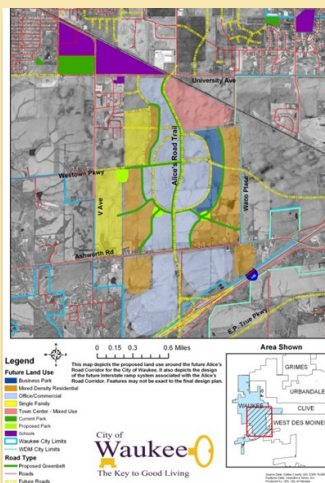 University Ave
Alice's Road Trail
Westown Pkwy
V Ave
Waco Place
Ashworth Rd
E.P. True Pkwy
0 0.15 0.3 0.6 Miles
Legend
Future Land Use
Business Park
Mixed Density Residential
Office/Commercial
Single Family
Town Center - Mixed Use
Current Park
Proposed Park
Schools
Waukee City Limits
WDM City Limits
Road Type
Proposed Greenbelt
Roads
Future Roads
This map depicts the proposed land use around the future Alice's
Road Corridor for the City of Waukee. It also depicts the design
of the future Interstate ramp system associated with the Alice's
Road Corridor. Features may not be exact to the final design plan.
City of
Waukee
The Key to Good Living
Area Shown
GRIMES
URBANDALE
WAUKEE
CLIVE
WEST DES MOINES